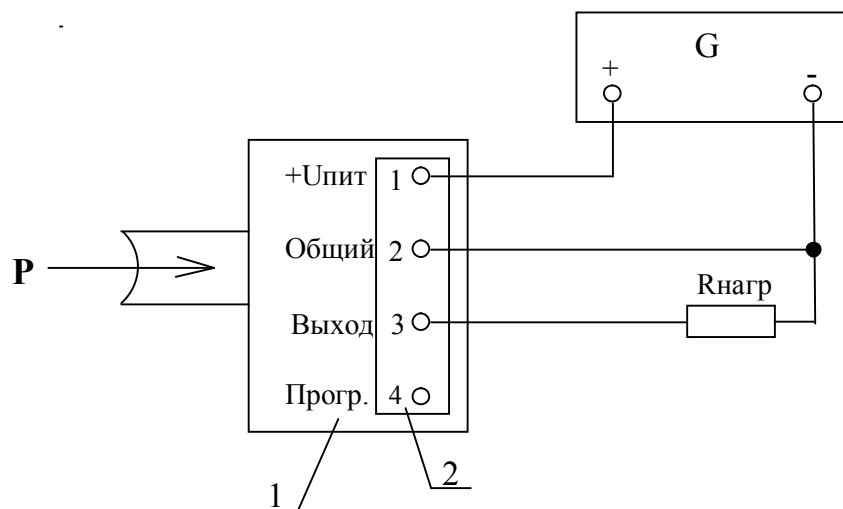 G
+ -
+Uпит 1
Общий 2
P
Rнагр
Выход 3
Прогр. 4
1
2